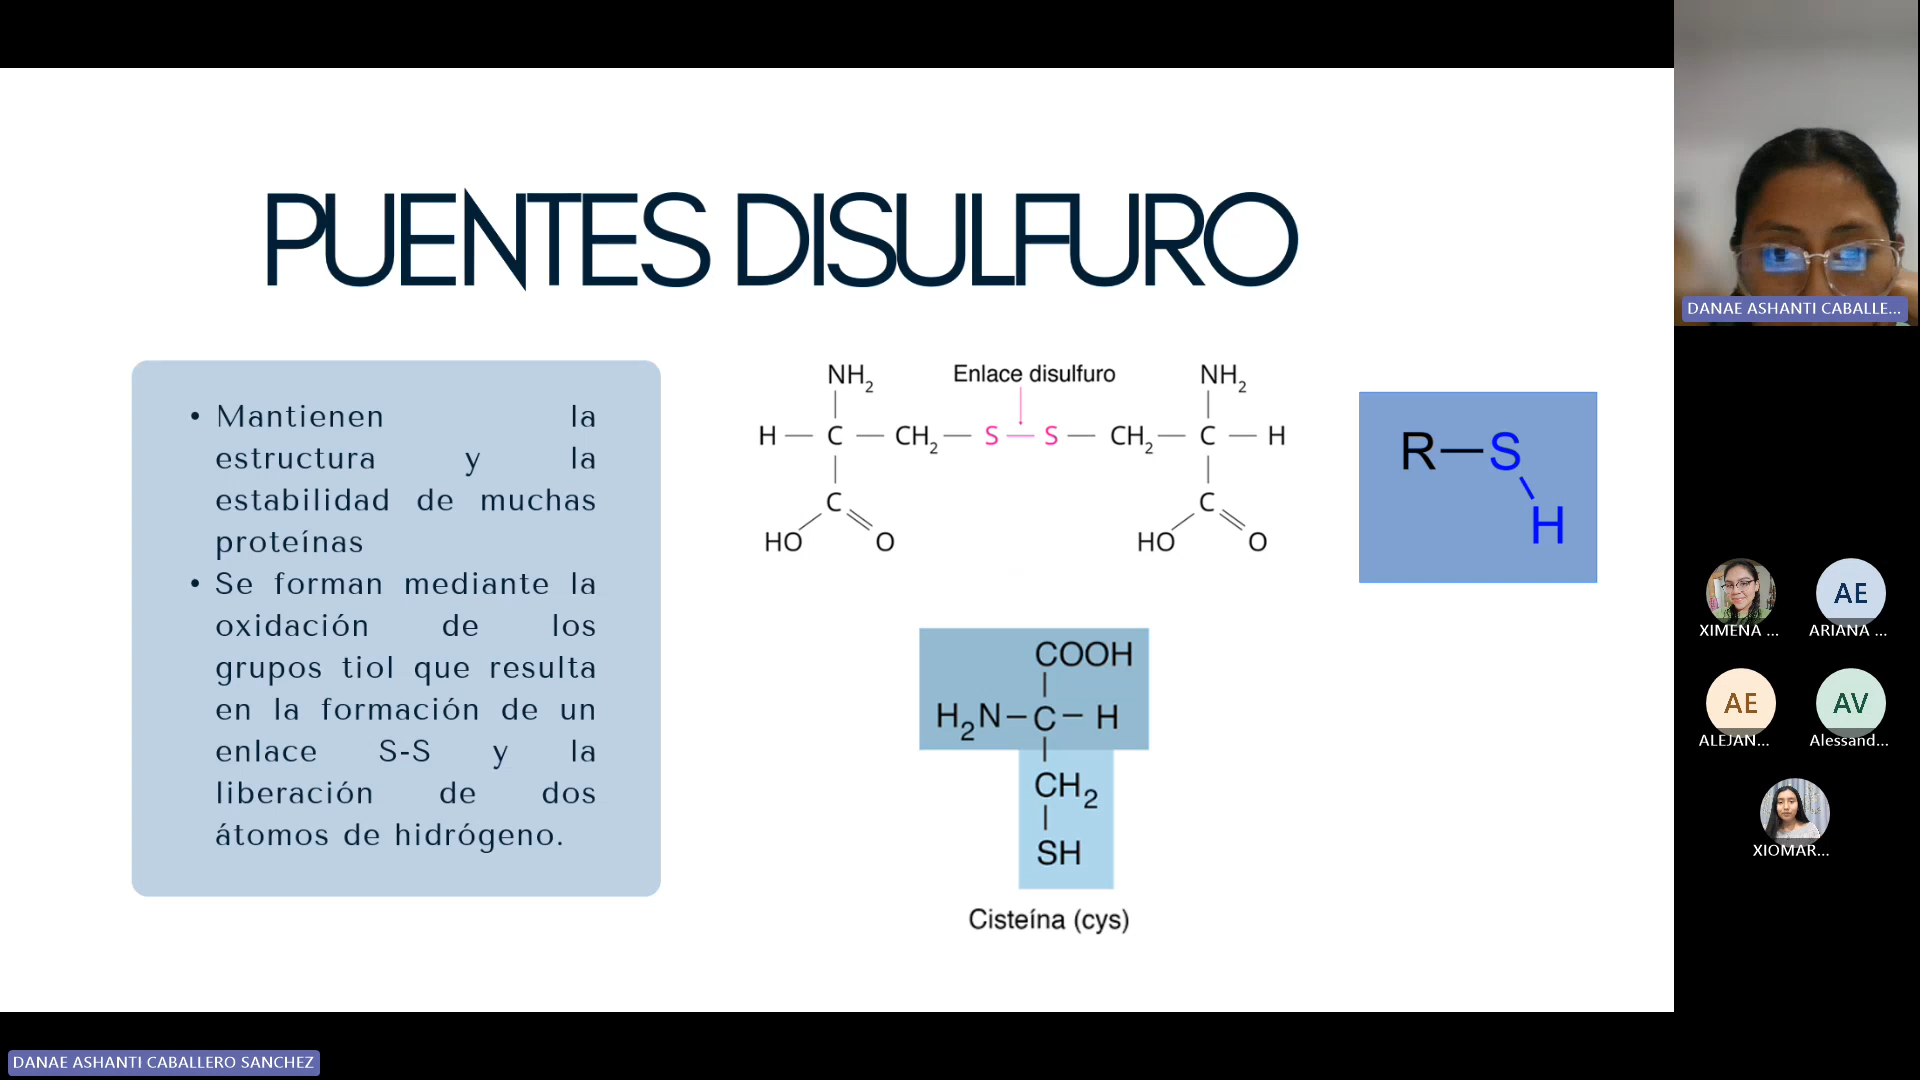 PUENTES DISULFURO
• Mantienen la
estructura y la
estabilidad de muchas
proteínas
• Se forman mediante la
oxidación de los
grupos tiol que resulta
en la formación de un
enlace S-S y la
liberación de dos
átomos de hidrógeno.
NH2 Enlace disulfuro NH2
H — C — CH2 — S — S — CH2 — C — H
C C
HO O HO O
R—S
H
COOH
H2N — C — H
CH2
SH
Cisteína (cys)
DANAE ASHANTI CABALLE...
XIMENA ... AE ARIANA ...
AE ALEJAN... AV Alessand...
XIOMAR...
DANAE ASHANTI CABALLERO SANCHEZ